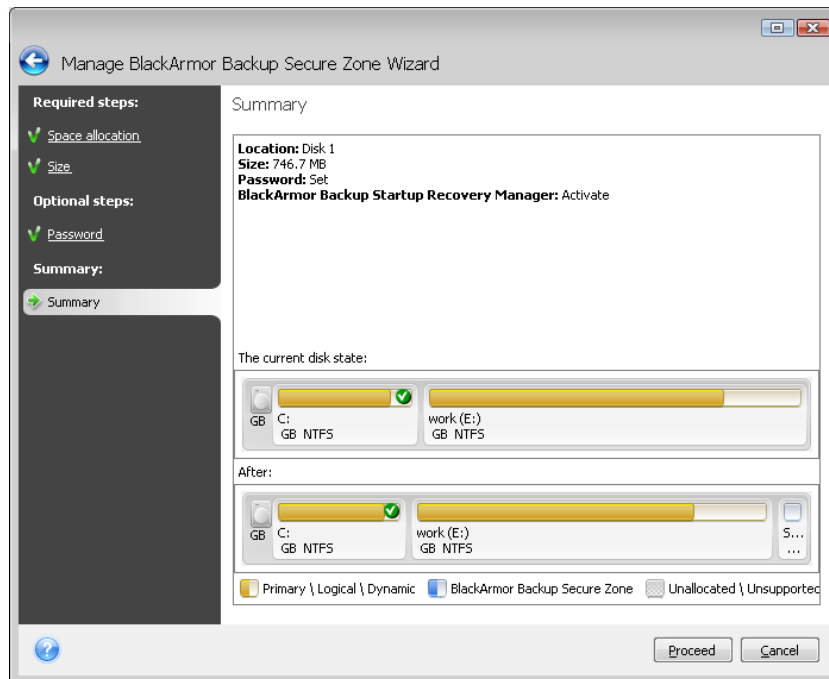 Manage BlackArmor Backup Secure Zone Wizard
Required steps:
Space allocation
Size
Optional steps:
Password
Summary:
Summary
Summary
Location: Disk 1
Size: 746.7 MB
Password: Set
BlackArmor Backup Startup Recovery Manager: Activate
The current disk state:
GB
C:
GB NTFS
work (E:)
GB NTFS
After:
GB
C:
GB NTFS
work (E:)
GB NTFS
S...
...
Primary \ Logical \ Dynamic
BlackArmor Backup Secure Zone
Unallocated \ Unsupported
Proceed
Cancel